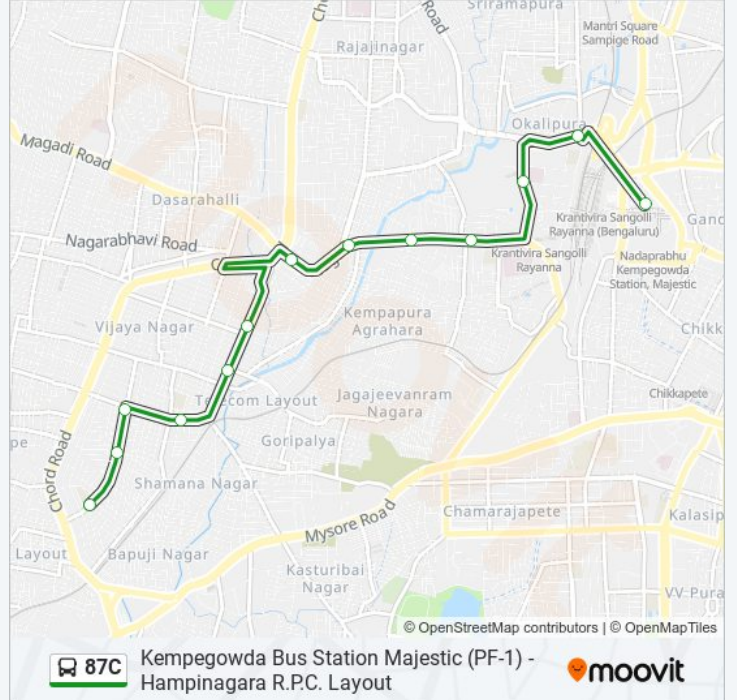 Sriramapura
Road
Mantri Square
Sampige Road
Rajajinagar
Okalipura
Magadi Road
Dasarahalli
Krantivira Sangolli
Rayanna (Bengaluru)
Nagarabhavi Road
Krantivira Sangolli
Rayanna
Nadaprabhu
Kempegowda
Station, Majestic
Vijaya Nagar
Kempapura
Agrahara
Chikk
Telecom Layout
Jagajeevanram
Nagara
Chikkapete
Goripalya
Chord Road
Shamana Nagar
Mysore Road
Chamarajapete
Kalasip
Layout
Bapuji Nagar
Kasturibai
Nagar
VV Pura
© OpenStreetMap contributors | © OpenMapTiles
87C
Kempegowda Bus Station Majestic (PF-1) -
Hampinagara R.P.C. Layout
moovit